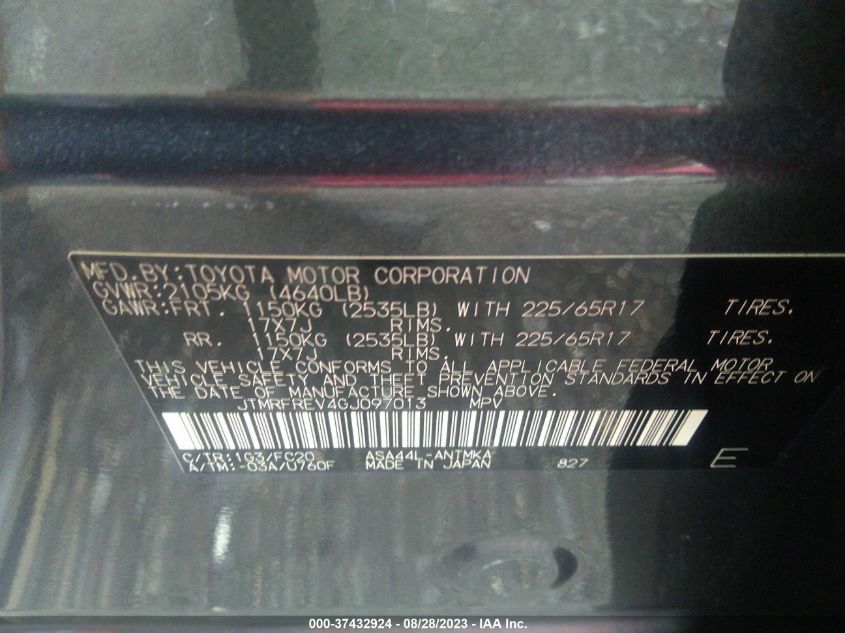 MFD. BY: TOYOTA MOTOR CORPORATION
GVWR: 2105KG (4640LB)
GAWR: FRT. 1150KG (2535LB) WITH 225/65R17 TIRES.
17X7J RIMS.
RR. 1150KG (2535LB) WITH 225/65R17 TIRES.
17X7J RIMS.
THIS VEHICLE CONFORMS TO ALL APPLICABLE FEDERAL MOTOR
VEHICLE SAFETY AND THEFT PREVENTION STANDARDS IN EFFECT ON
THE DATE OF MANUFACTURE SHOWN ABOVE.
JTMRFREV4GJ097013 MPV
C/TR: 1G3/FC20 ASA44L-ANTMKA
A/TM: -03A/U760F MADE IN JAPAN 827 E
000-37432924 - 08/28/2023 - IAA Inc.